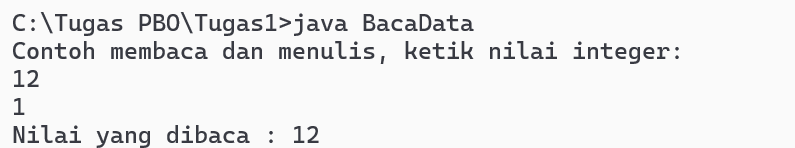 C:\Tugas PBO\Tugas1>java BacaData
Contoh membaca dan menulis, ketik nilai integer:
12
1
Nilai yang dibaca : 12